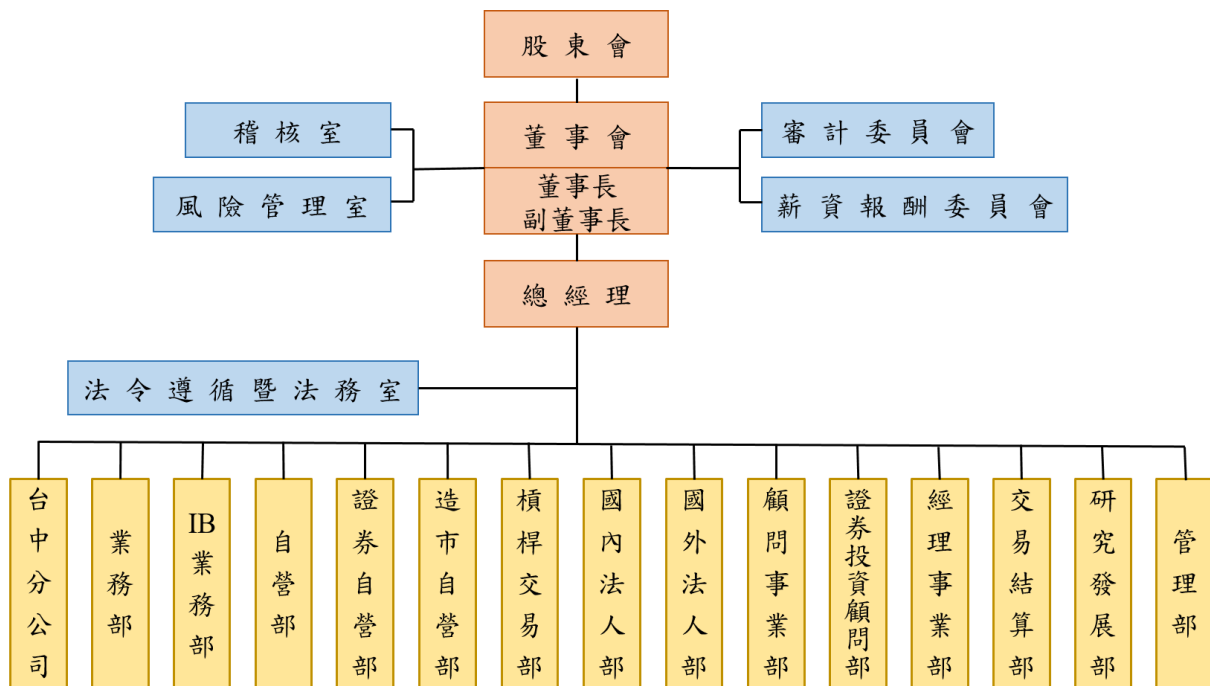 股東會
稽核室
董事會
審計委員會
風險管理室
董事長
副董事長
薪資報酬委員會
總經理
法令遵循暨法務室
台中分公司
業務部
IB業務部
自營部
證券自營部
造市自營部
槓桿交易部
國內法人部
國外法人部
顧問事業部
證券投資顧問部
經理事業部
交易結算部
研究發展部
管理部